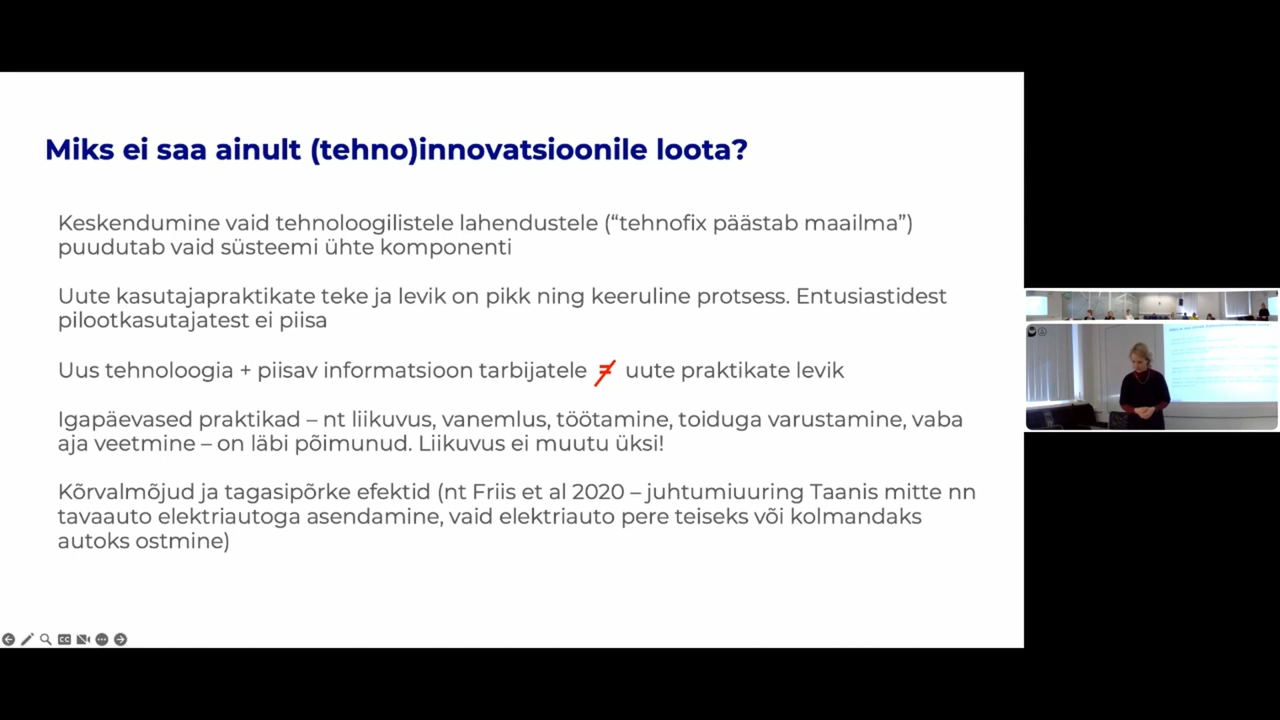 Miks ei saa ainult (tehno)innovatsioonile loota?
Keskendumine vaid tehnoloogilistele lahendustele (“tehnofix päästab maailma”)
puudutab vaid süsteemi ühte komponenti
Uute kasutajapraktikate teke ja levik on pikk ning keeruline protsess. Entusiastidest
pilootkasutajatest ei piisa
Uus tehnoloogia + piisav informatsioon tarbijatele ≠ uute praktikate levik
Igapäevased praktikad – nt liikuvus, vanemlus, töötamine, toiduga varustamine, vaba
aja veetmine – on läbi põimunud. Liikuvus ei muutu üksi!
Kõrvalmõjud ja tagasipõrke efektid (nt Friis et al 2020 – juhtumiuuring Taanis mitte nn
tavaauto elektriautoga asendamine, vaid elektriauto pere teiseks või kolmandaks
autoks ostmine)